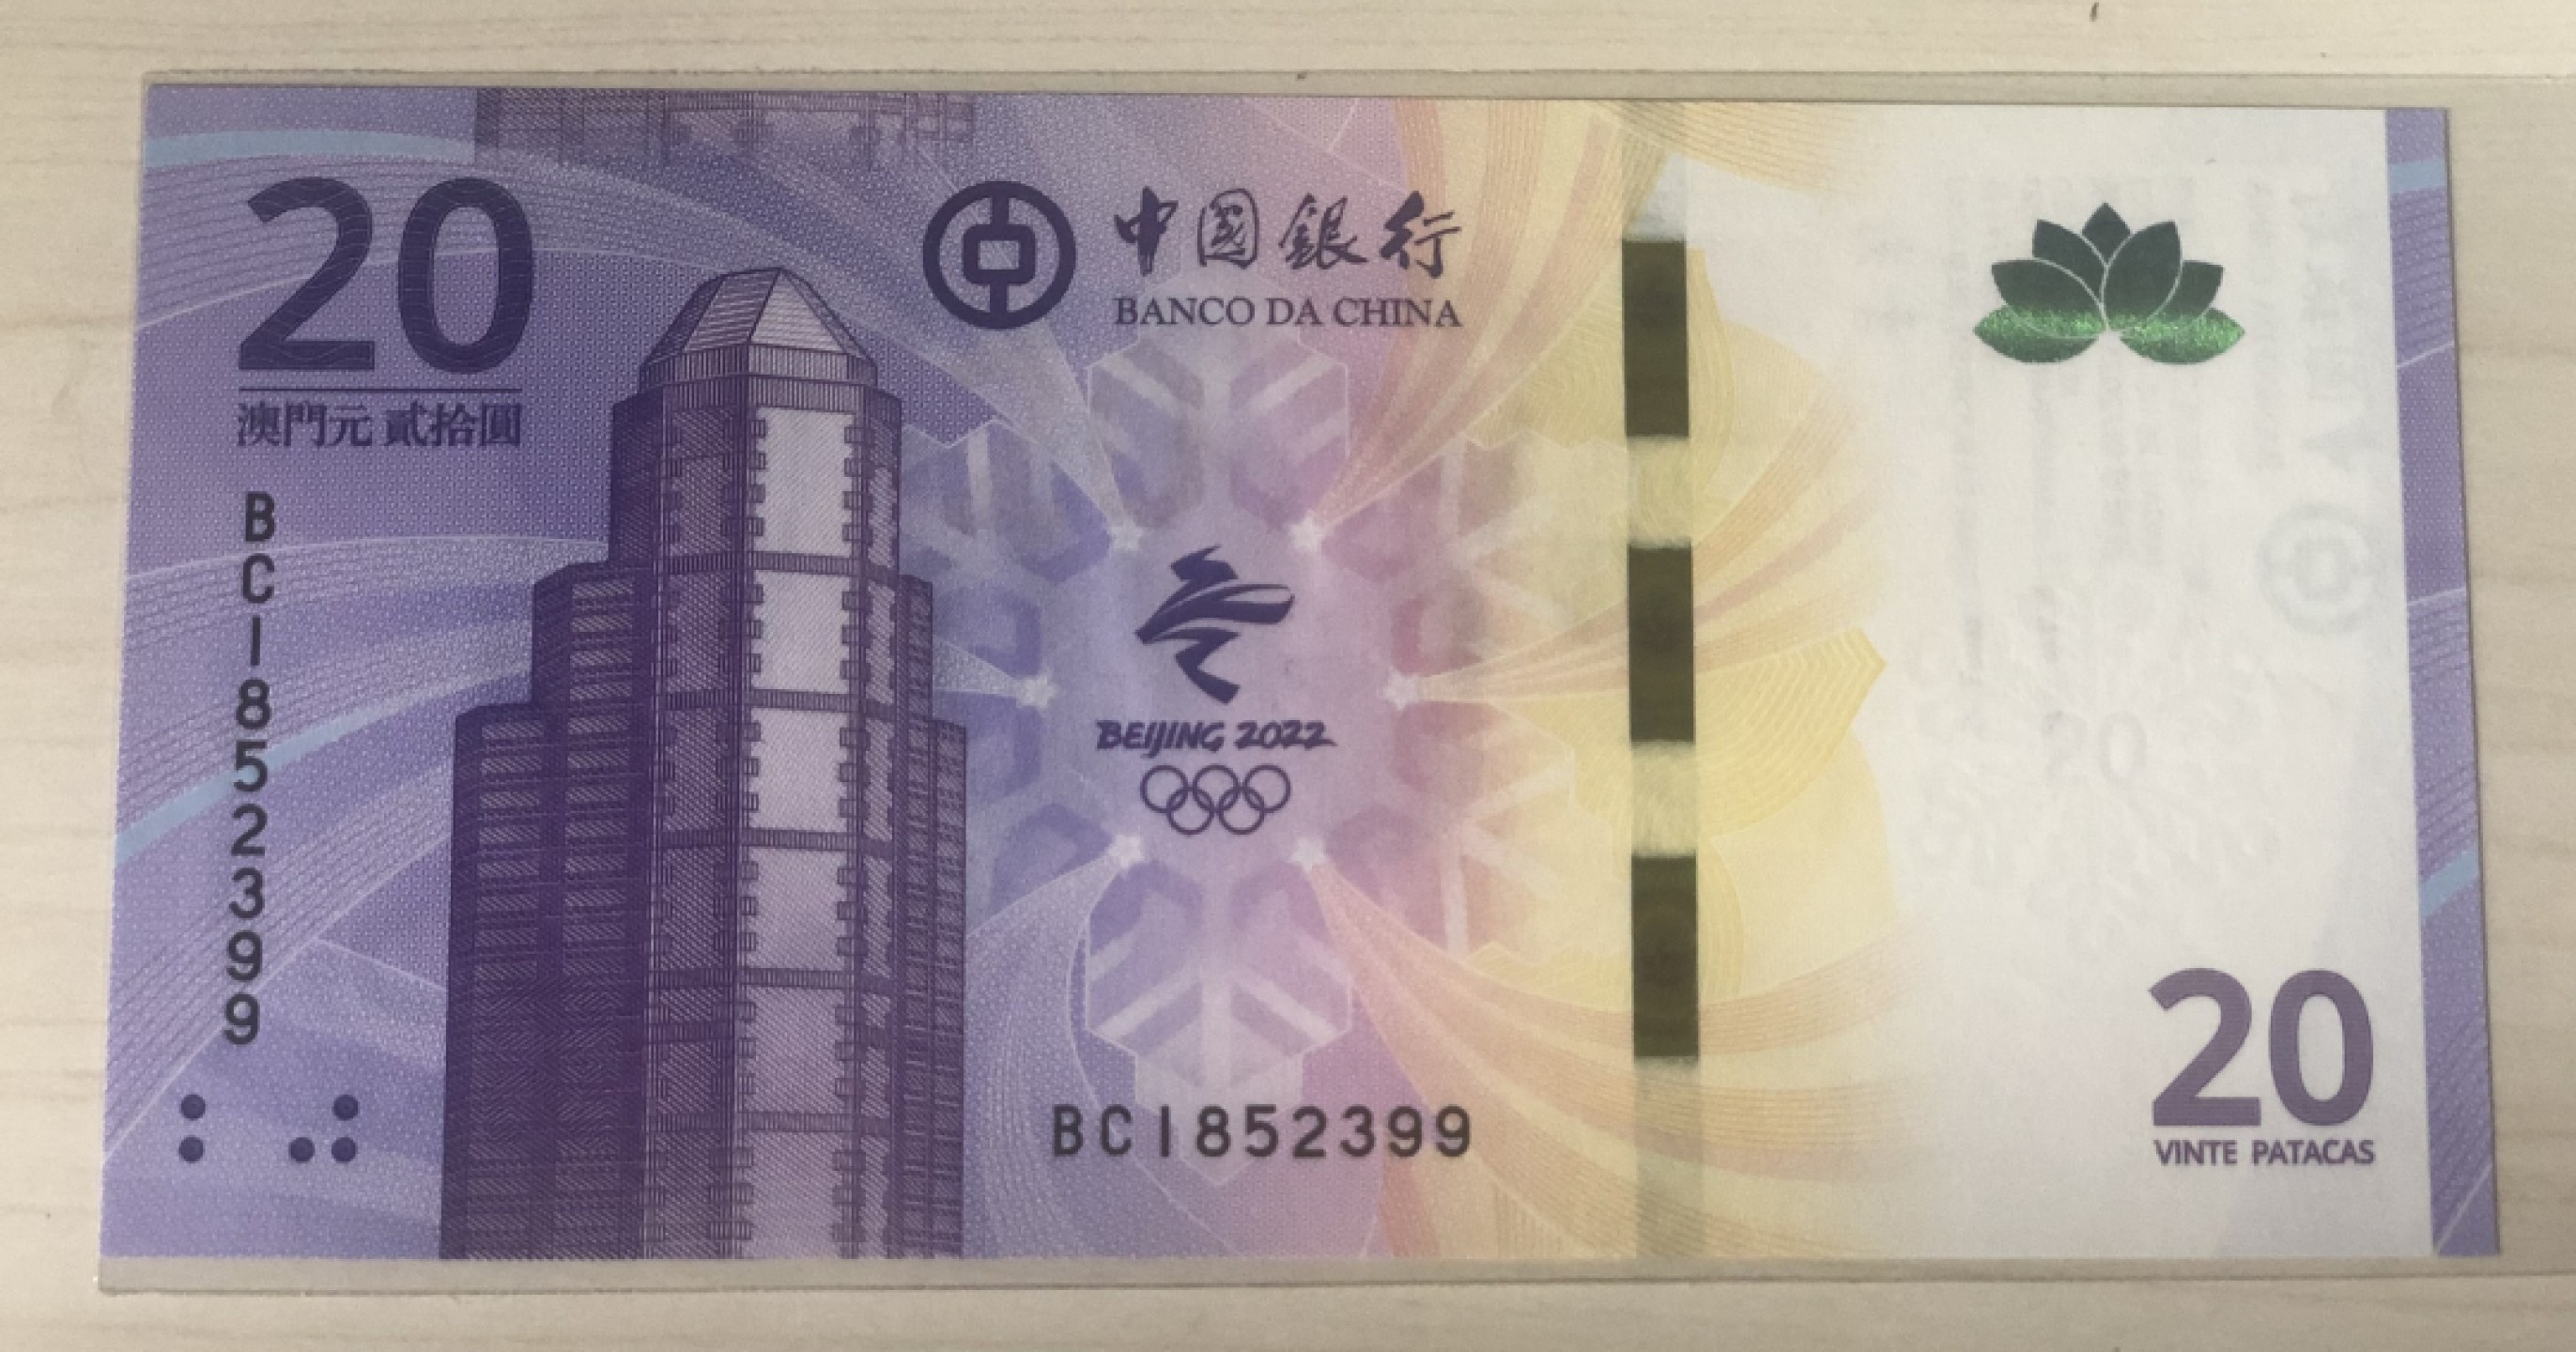 20
澳門元 貳拾圓
BC1852399
中國銀行
BANCO DA CHINA
BEIJING 2022
BC1852399
20
VINTE PATACAS